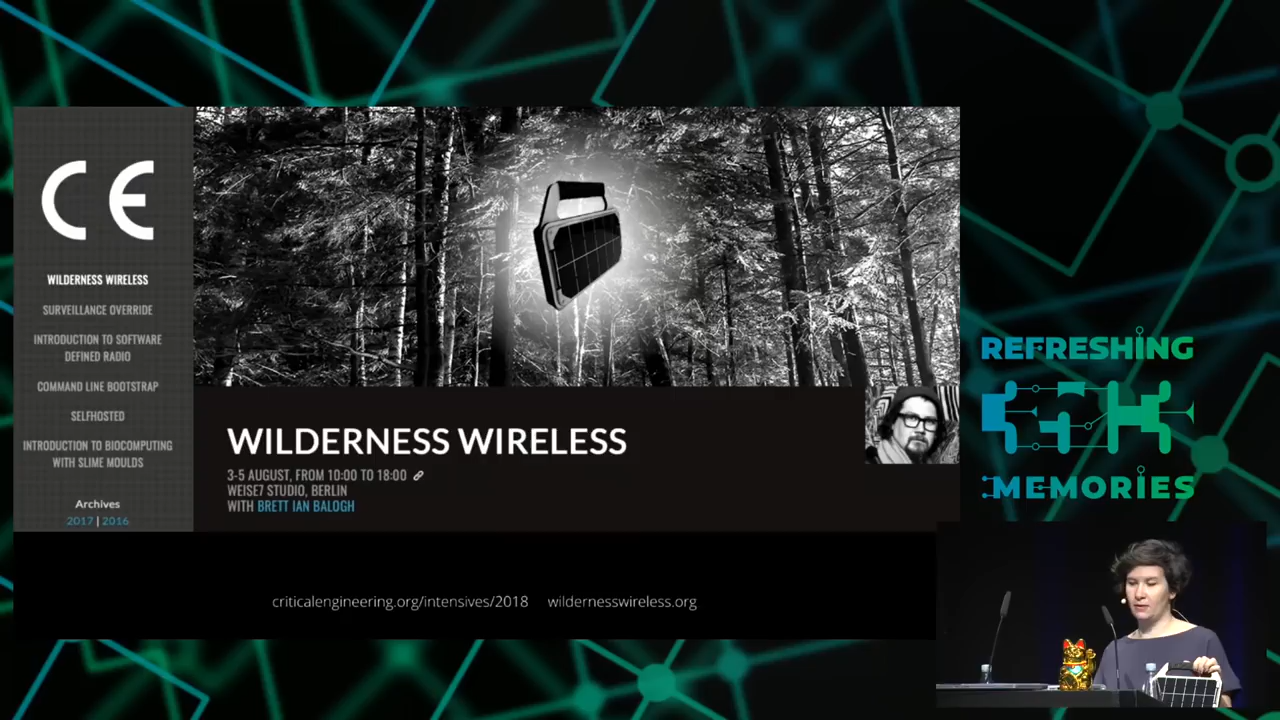 CE
WILDERNESS WIRELESS
SURVEILLANCE OVERRIDE
INTRODUCTION TO SOFTWARE
DEFINED RADIO
COMMAND LINE BOOTSTRAP
SELFHOSTED
INTRODUCTION TO BIOCOMPUTING
WITH SLIME MOULDS
Archives
2017 | 2016
WILDERNESS WIRELESS
3-5 AUGUST, FROM 10:00 TO 18:00
WEISE7 STUDIO, BERLIN
WITH BRETT IAN BALOGH
criticalengineering.org/intensives/2018 wildernesswireless.org
REFRESHING
MEMORIES